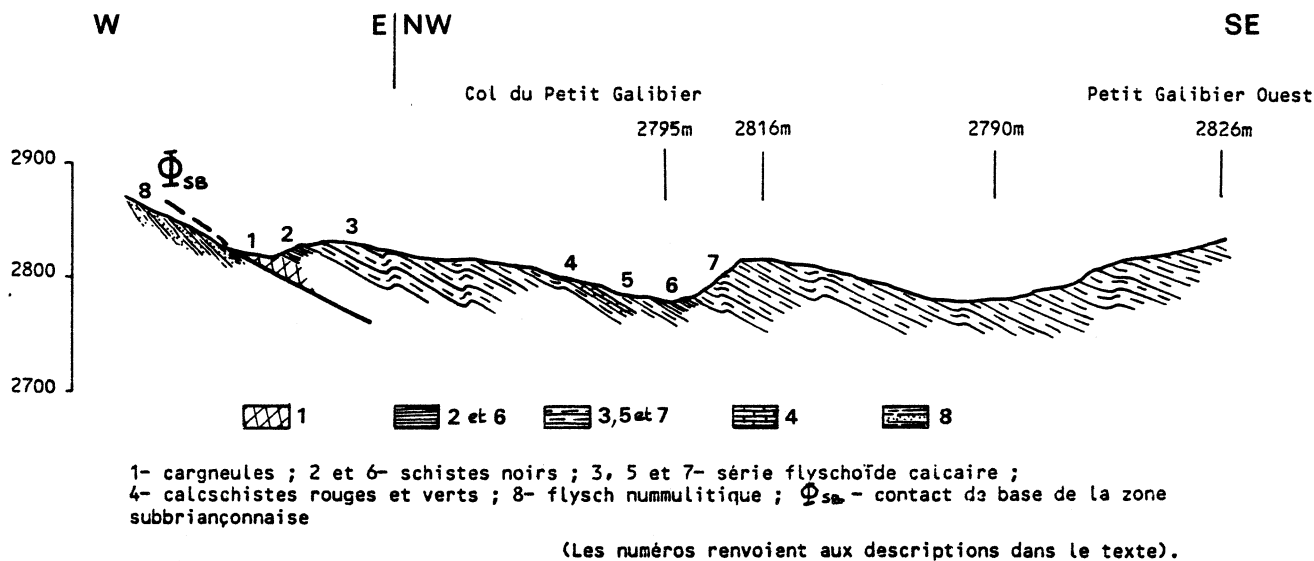 W E NW SE
Col du Petit Galibier Petit Galibier Ouest
2795m 2816m 2790m 2826m
2900
Φ SB
8
1 2 3
2800
4 5 6 7
2700
1 2 et 6 3,5 et 7 4 8
1- cargneules ; 2 et 6- schistes noirs ; 3, 5 et 7- série flyschoïde calcaire ;
4- calcschistes rouges et verts ; 8- flysch nummulitique ; Φ SB - contact de base de la zone
subbriançonnaise
(Les numéros renvoient aux descriptions dans le texte).